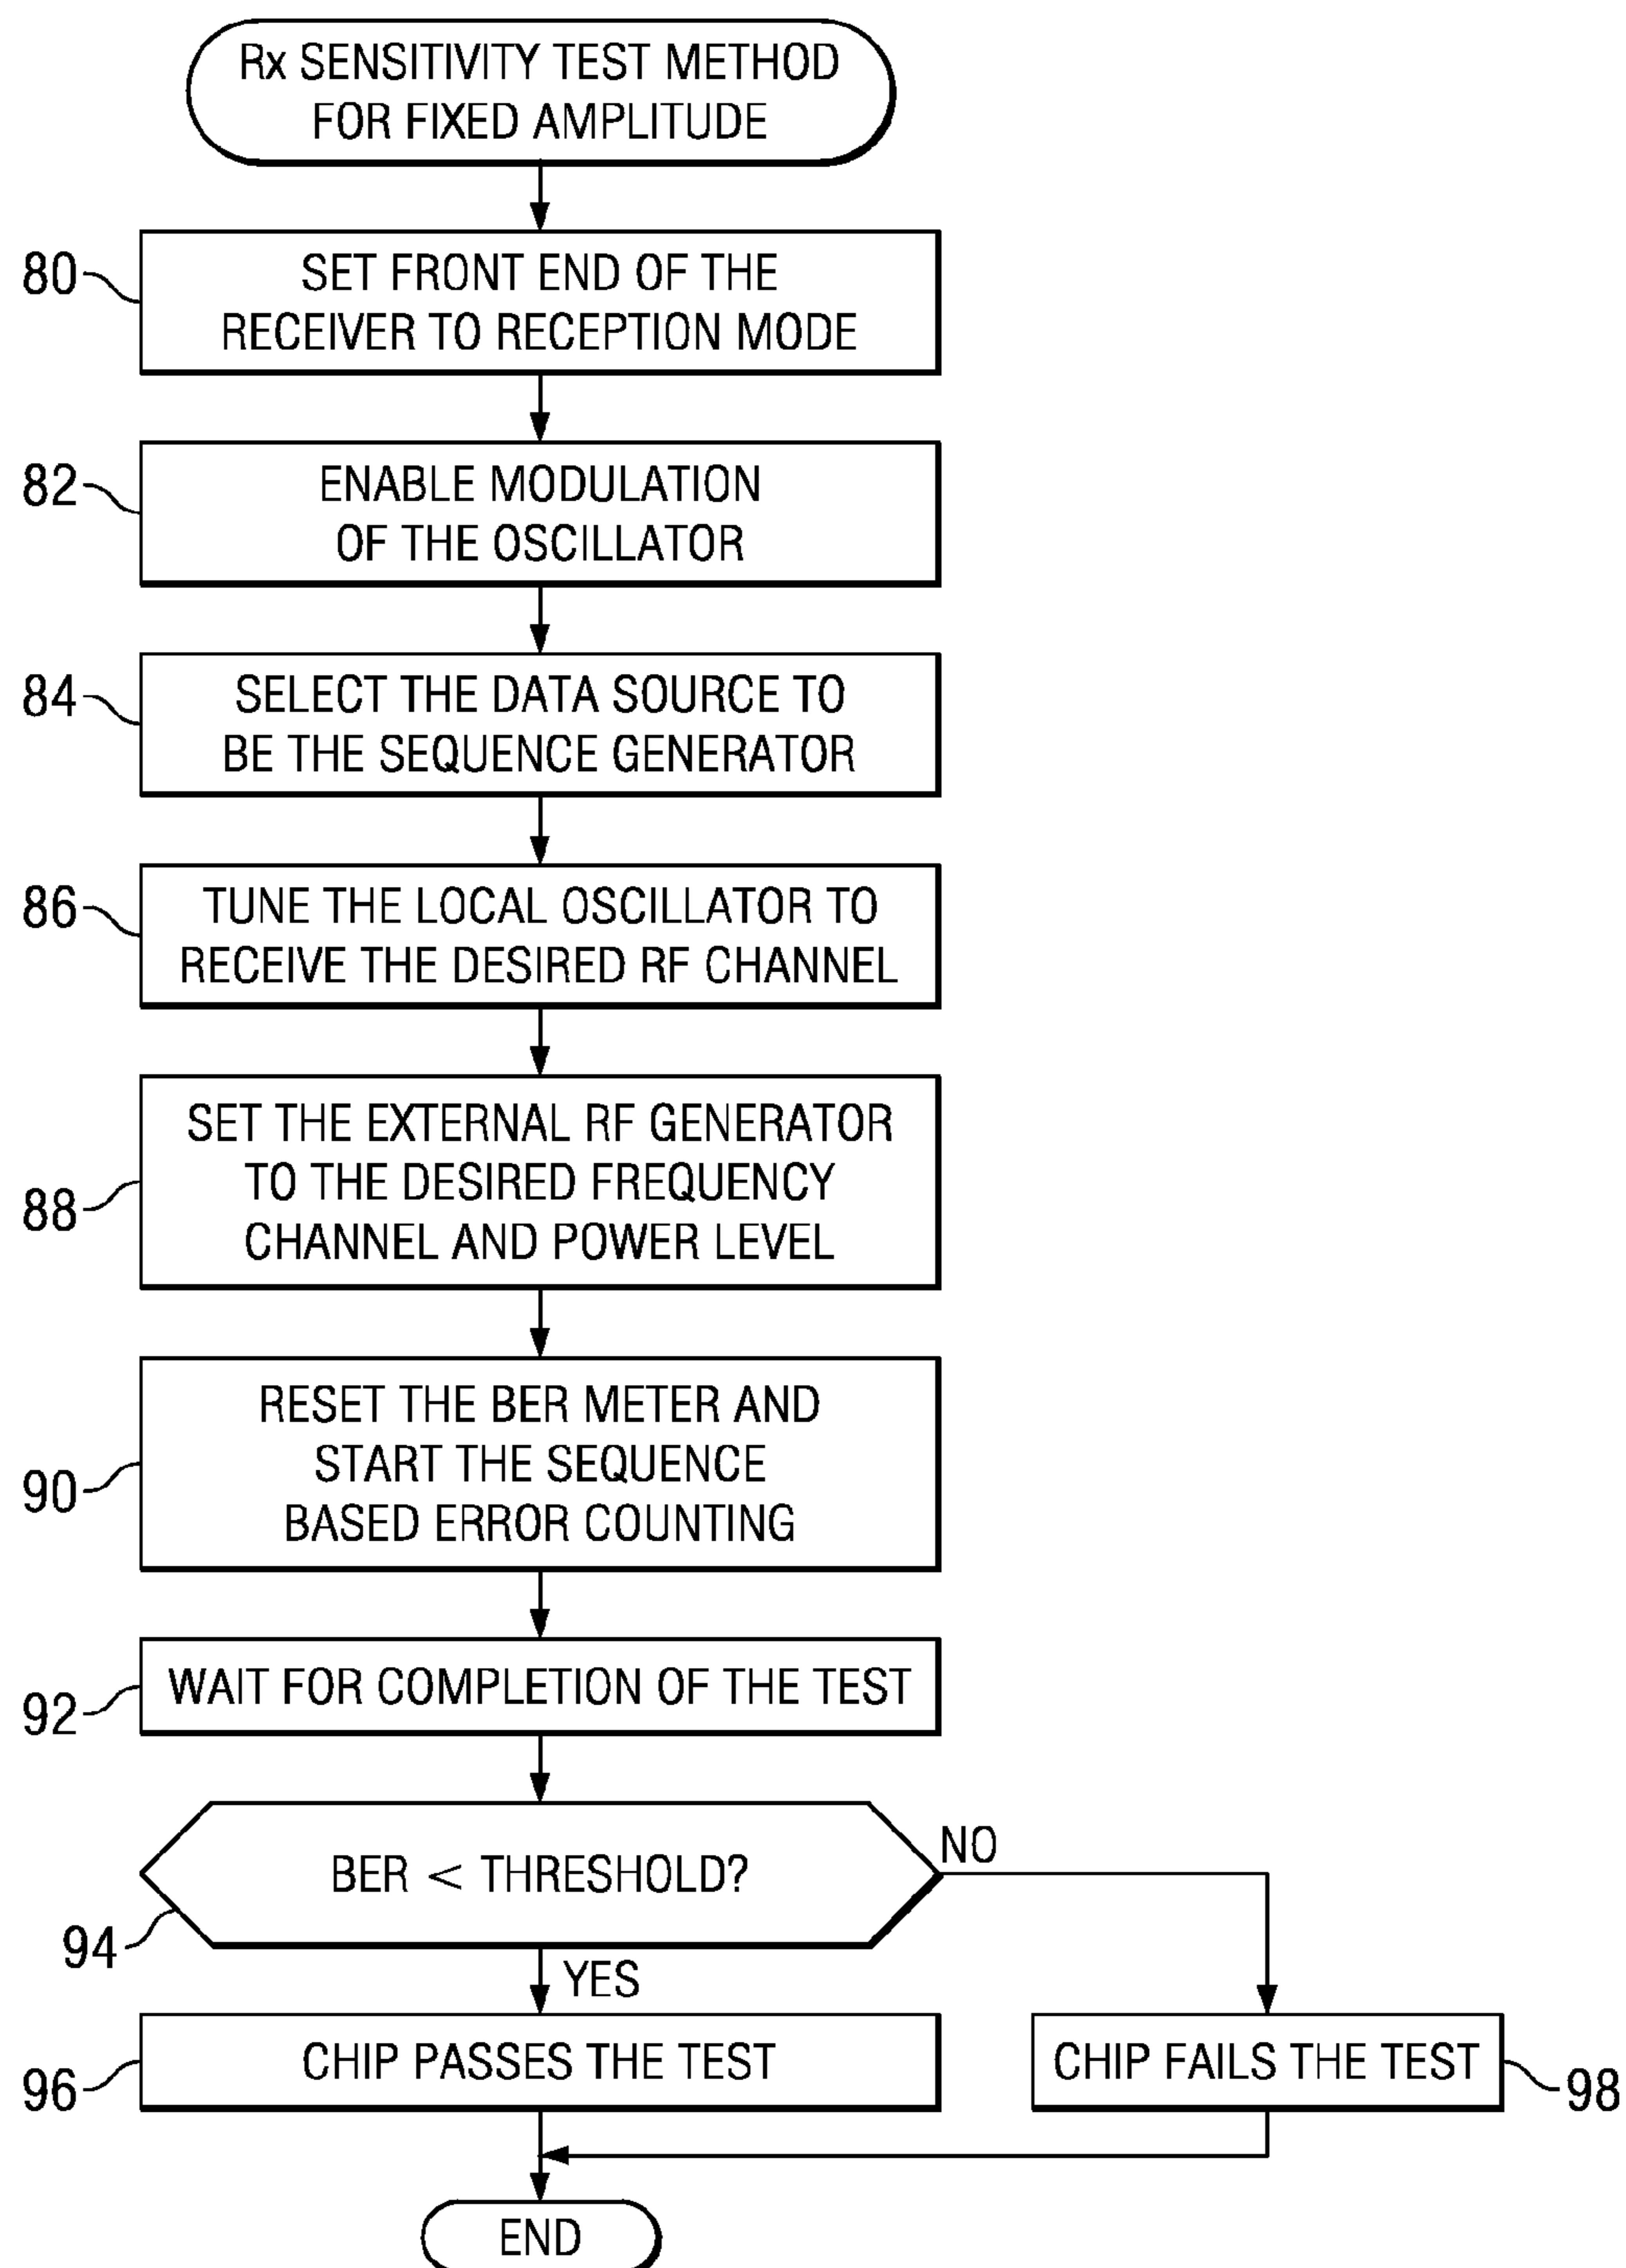 Rx SENSITIVITY TEST METHOD
FOR FIXED AMPLITUDE
80
SET FRONT END OF THE
RECEIVER TO RECEPTION MODE
82
ENABLE MODULATION
OF THE OSCILLATOR
84
SELECT THE DATA SOURCE TO
BE THE SEQUENCE GENERATOR
86
TUNE THE LOCAL OSCILLATOR TO
RECEIVE THE DESIRED RF CHANNEL
88
SET THE EXTERNAL RF GENERATOR
TO THE DESIRED FREQUENCY
CHANNEL AND POWER LEVEL
90
RESET THE BER METER AND
START THE SEQUENCE
BASED ERROR COUNTING
92
WAIT FOR COMPLETION OF THE TEST
94
BER < THRESHOLD?
NO
YES
96
CHIP PASSES THE TEST
CHIP FAILS THE TEST
98
END